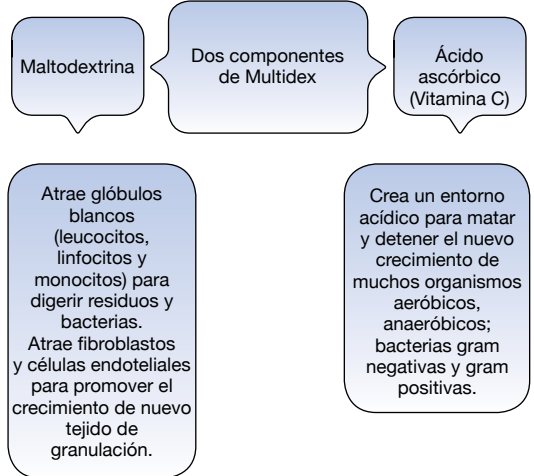 Maltodextrina
Dos componentes
de Multidex
Ácido
ascórbico
(Vitamina C)
Atrae glóbulos
blancos
(leucocitos,
linfocitos y
monocitos) para
digerir residuos y
bacterias.
Atrae fibroblastos
y células endoteliales
para promover el
crecimiento de nuevo
tejido de
granulación.
Crea un entorno
acídico para matar
y detener el nuevo
crecimiento de
muchos organismos
aeróbicos,
anaeróbicos;
bacterias gram
negativas y gram
positivas.